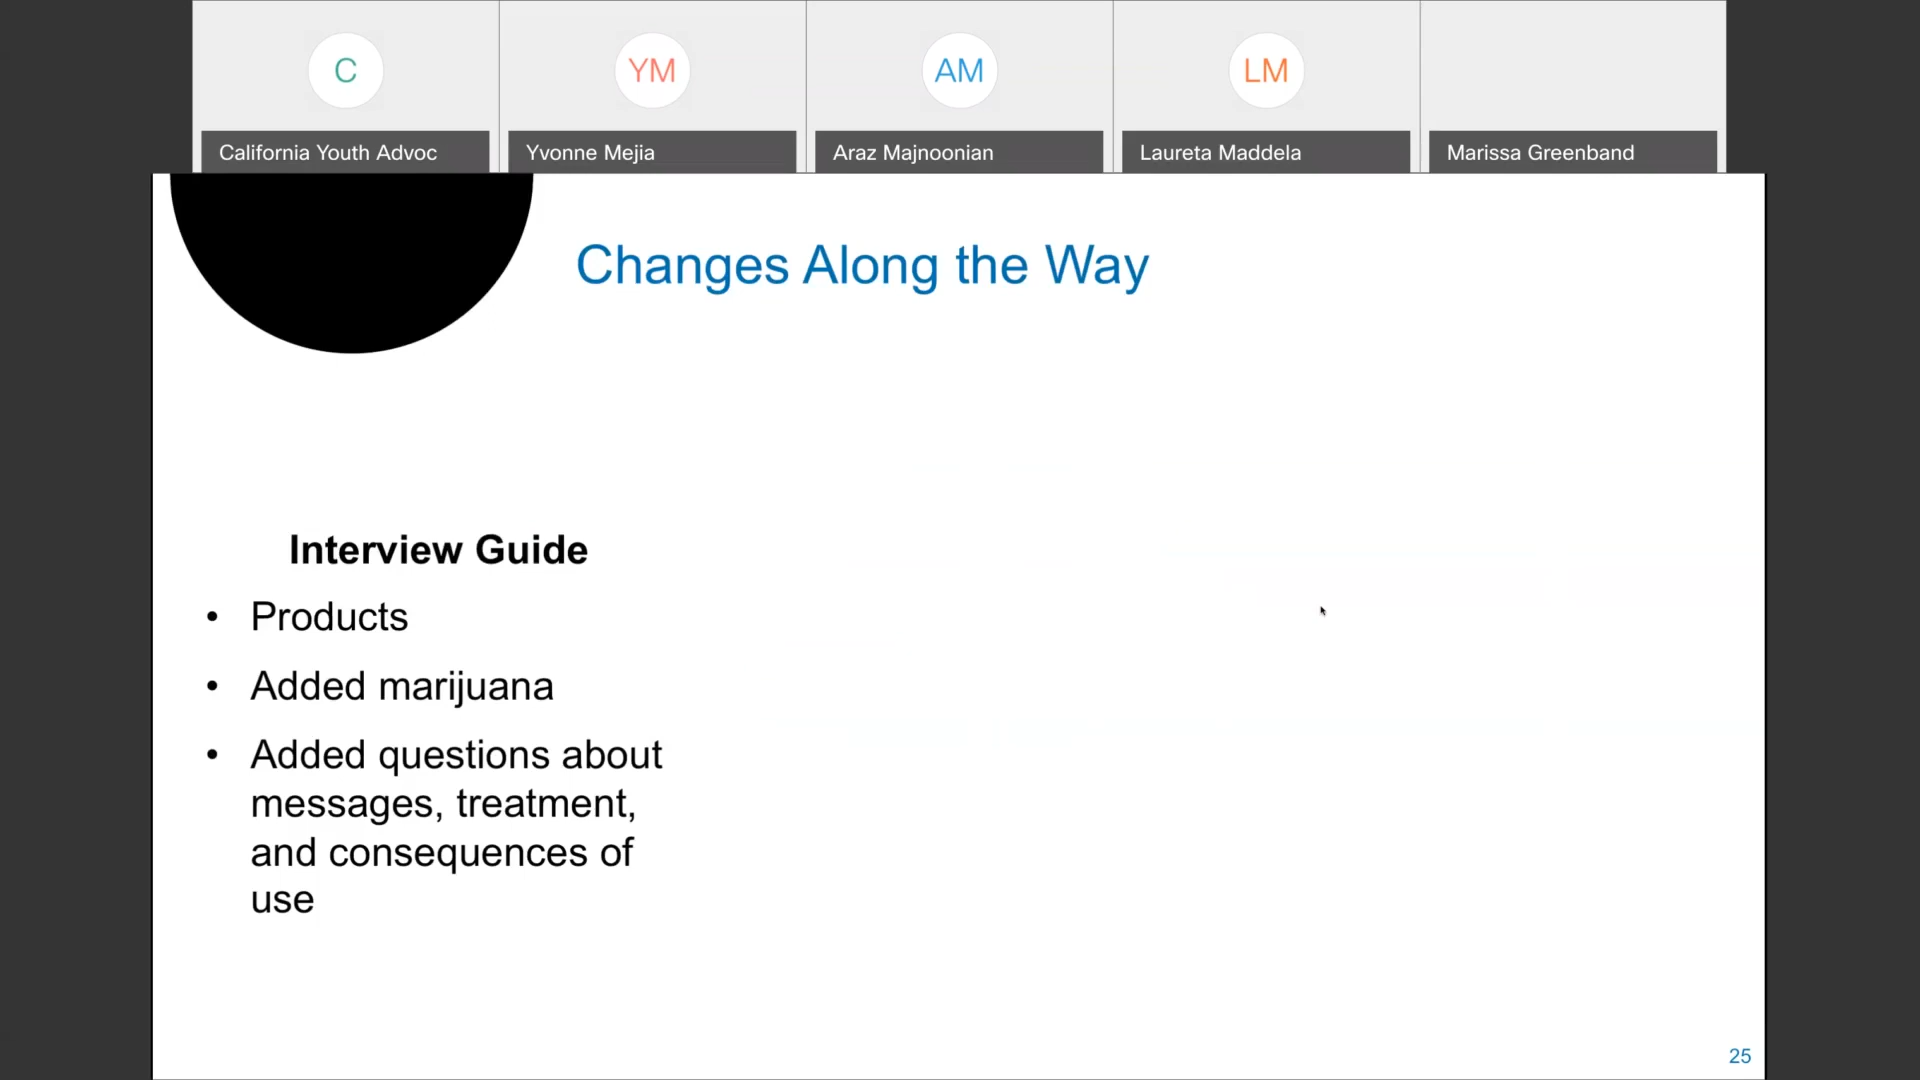 C
YM
AM
LM
California Youth Advoc
Yvonne Mejia
Araz Majnoonian
Laureta Maddela
Marissa Greenband
Changes Along the Way
Interview Guide
• Products
• Added marijuana
• Added questions about
messages, treatment,
and consequences of
use
25